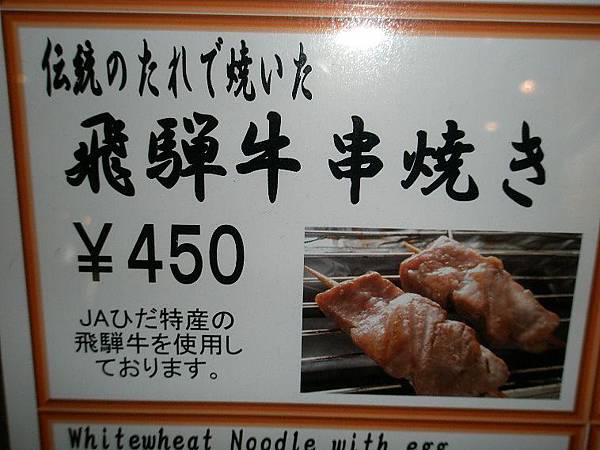 伝統のたれで焼いた
飛騨牛串焼き
￥450
JAひだ特産の
飛騨牛を使用し
ております。
Whitewheat Noodle with egg